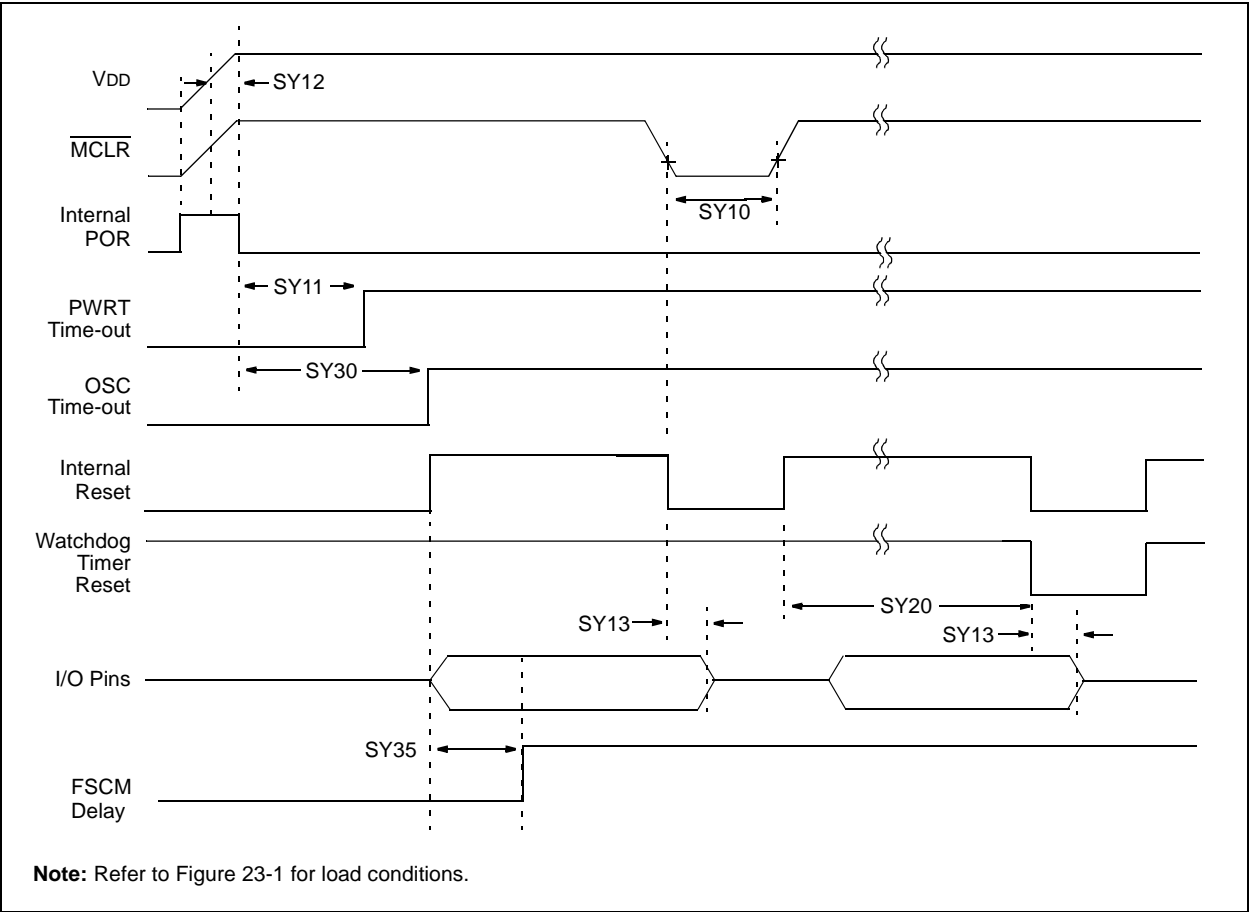 VDD
SY12
MCLR
SY10
Internal
POR
SY11
PWRT
Time-out
SY30
OSC
Time-out
Internal
Reset
Watchdog
Timer
Reset
SY20
SY13
SY13
I/O Pins
SY35
FSCM
Delay
Note: Refer to Figure 23-1 for load conditions.